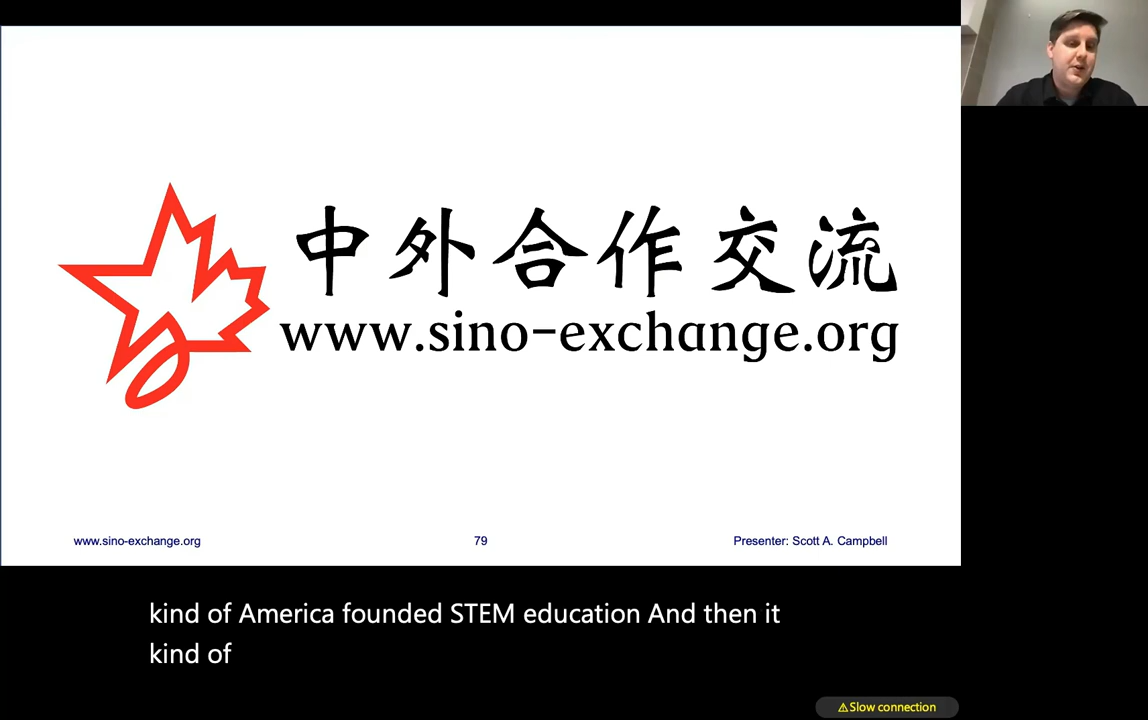 中外合作交流
www.sino-exchange.org
www.sino-exchange.org
79
Presenter: Scott A. Campbell
kind of America founded STEM education And then it
kind of
⚠Slow connection